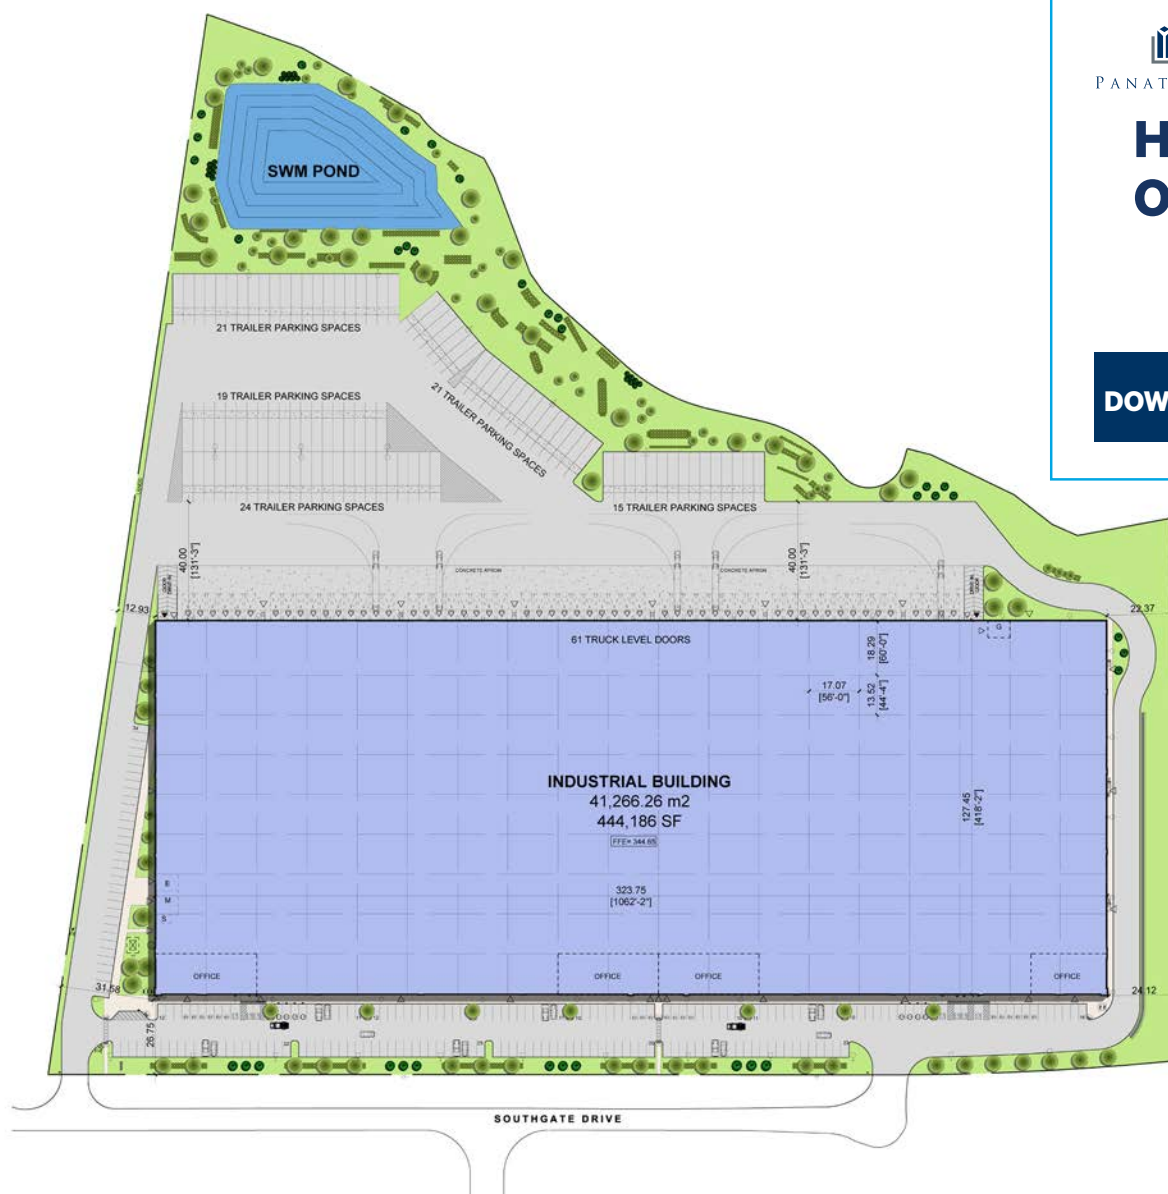 PANAT
H
O
DOW
SWM POND
21 TRAILER PARKING SPACES
19 TRAILER PARKING SPACES
21 TRAILER PARKING SPACES
24 TRAILER PARKING SPACES
15 TRAILER PARKING SPACES
40.00
[131'-3"]
40.00
[131'-3"]
CONCRETE APRON
CONCRETE APRON
12.93
22.37
61 TRUCK LEVEL DOORS
G
18.29
[60'-0"]
17.07
[56'-0"]
13.52
[44'-4"]
INDUSTRIAL BUILDING
41,266.26 m2
444,186 SF
FFE= 344.65
127.45
[418'-2"]
323.75
[1062'-2"]
E
M
S
OFFICE
OFFICE
OFFICE
OFFICE
31.58
24.12
26.75
SOUTHGATE DRIVE